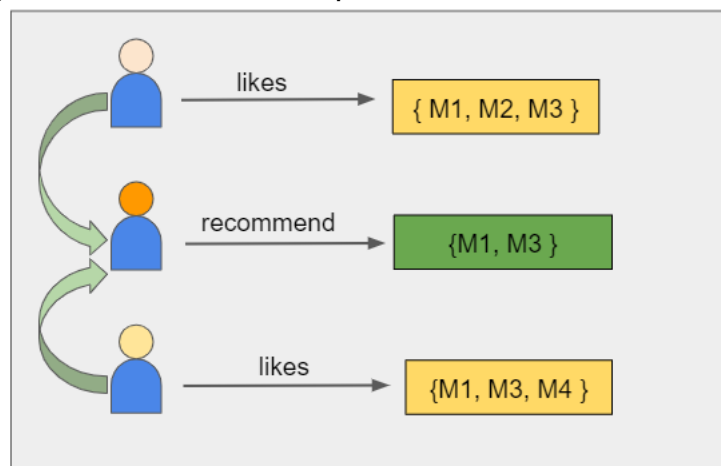 likes
{ M1, M2, M3 }
recommend
{M1, M3 }
likes
{M1, M3, M4 }